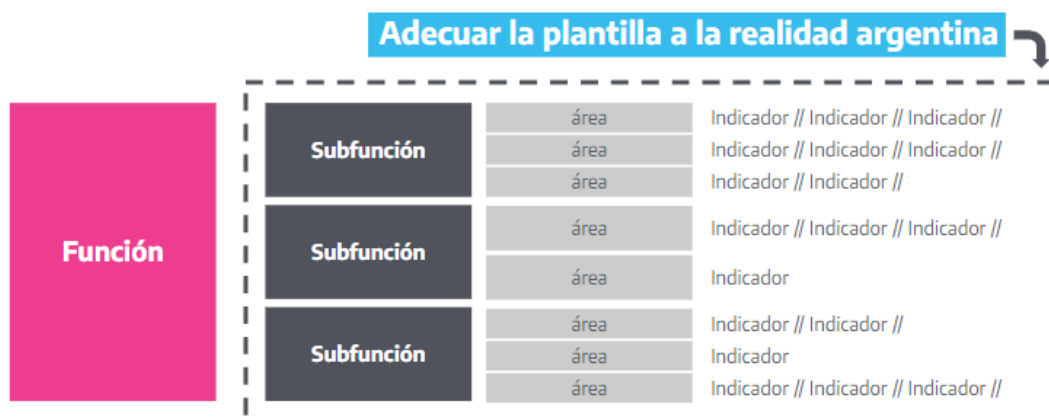 Adecuar la plantilla a la realidad argentina
Función
Subfunción
área
Indicador // Indicador // Indicador //
área
Indicador // Indicador // Indicador //
área
Indicador // Indicador //
Subfunción
área
Indicador // Indicador // Indicador //
área
Indicador
Subfunción
área
Indicador // Indicador //
área
Indicador
área
Indicador // Indicador // Indicador //